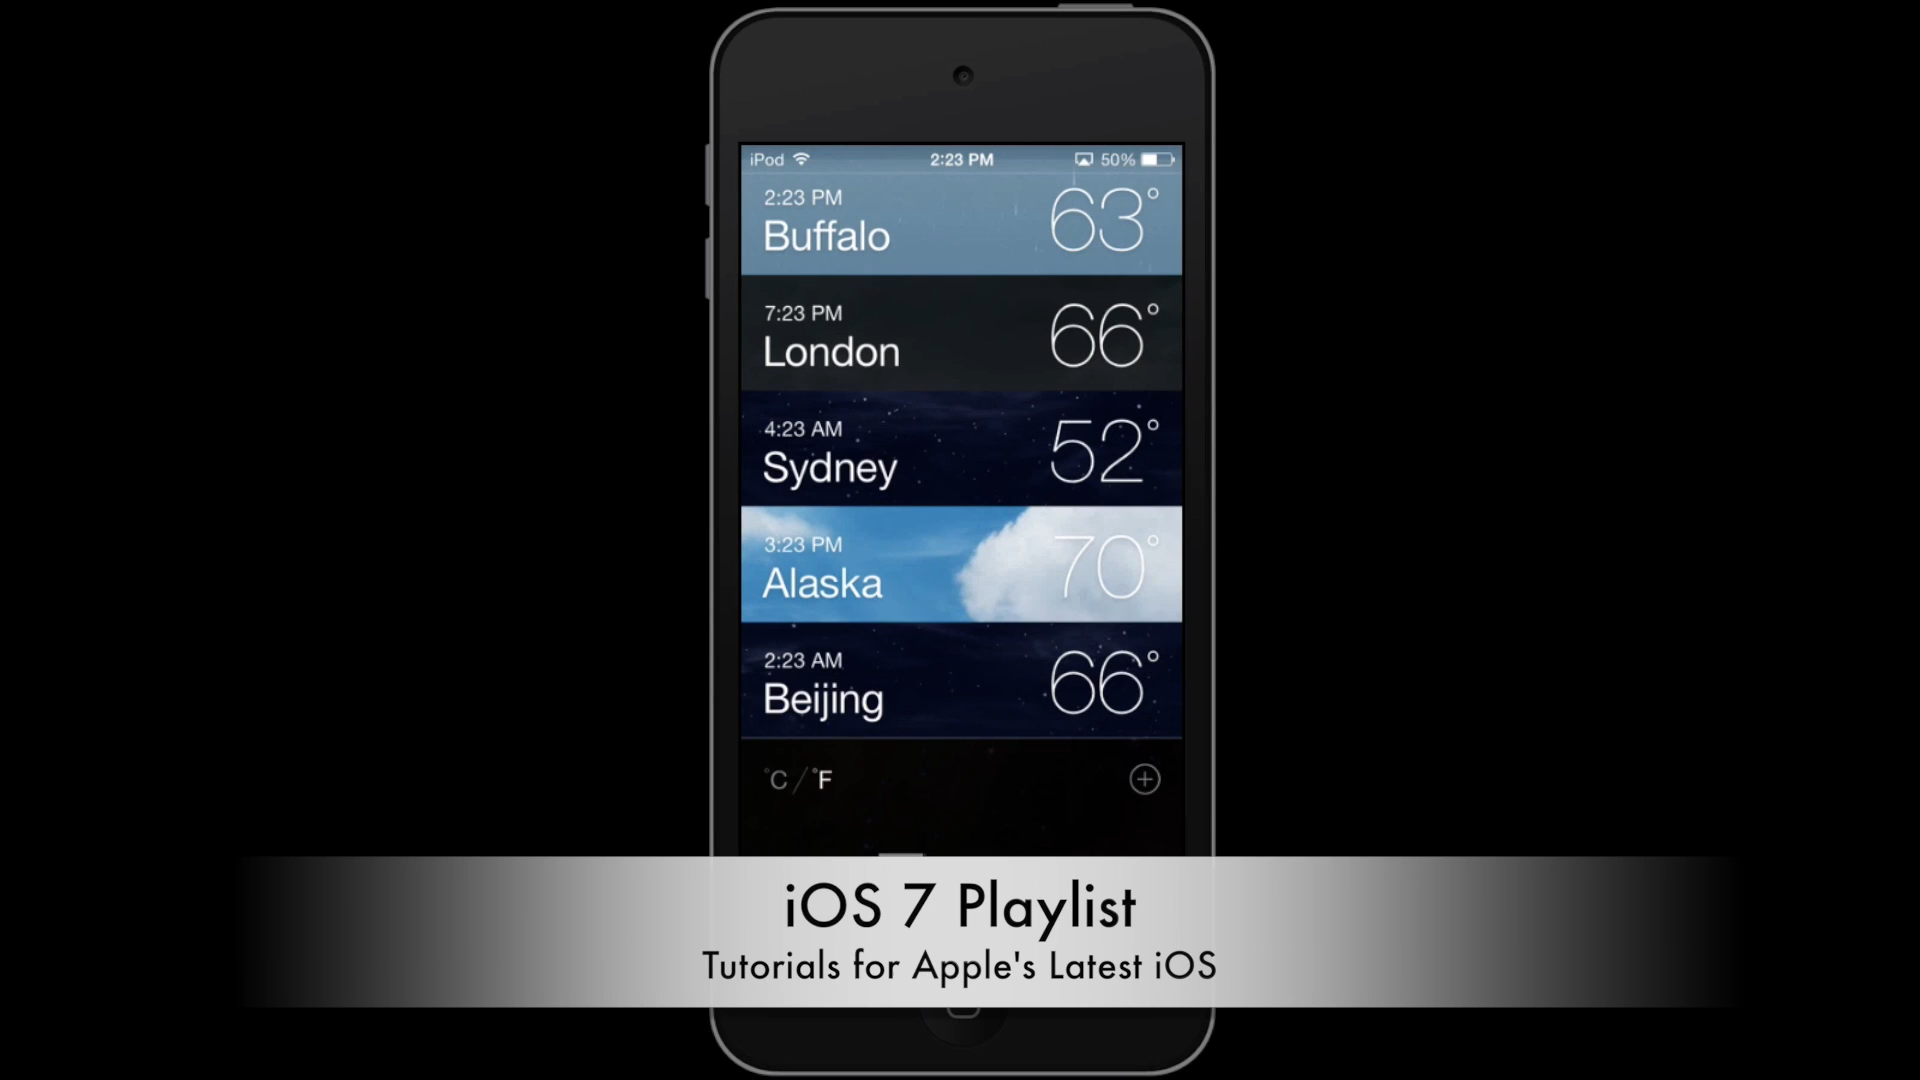 iPod 2:23 PM 50%
2:23 PM
Buffalo 63°
7:23 PM
London 66°
4:23 AM
Sydney 52°
3:23 PM
Alaska 70°
2:23 AM
Beijing 66°
°C / °F
iOS 7 Playlist
Tutorials for Apple's Latest iOS